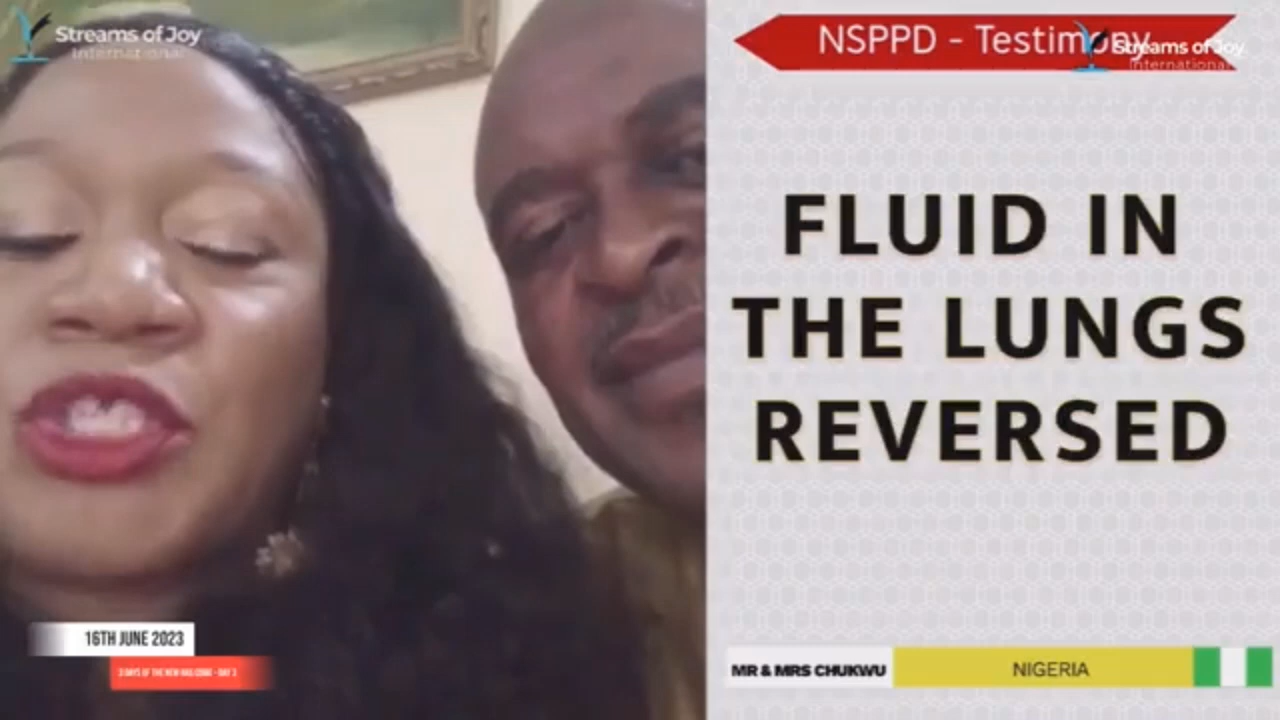 Streams of Joy
International
NSPPD - Testimony
Streams of Joy
International
FLUID IN
THE LUNGS
REVERSED
16TH JUNE 2023
MR & MRS CHUKWU
NIGERIA